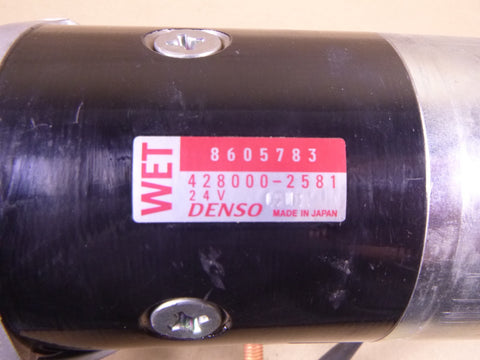 WET
8605783
428000-2581
24V
DENSO MADE IN JAPAN